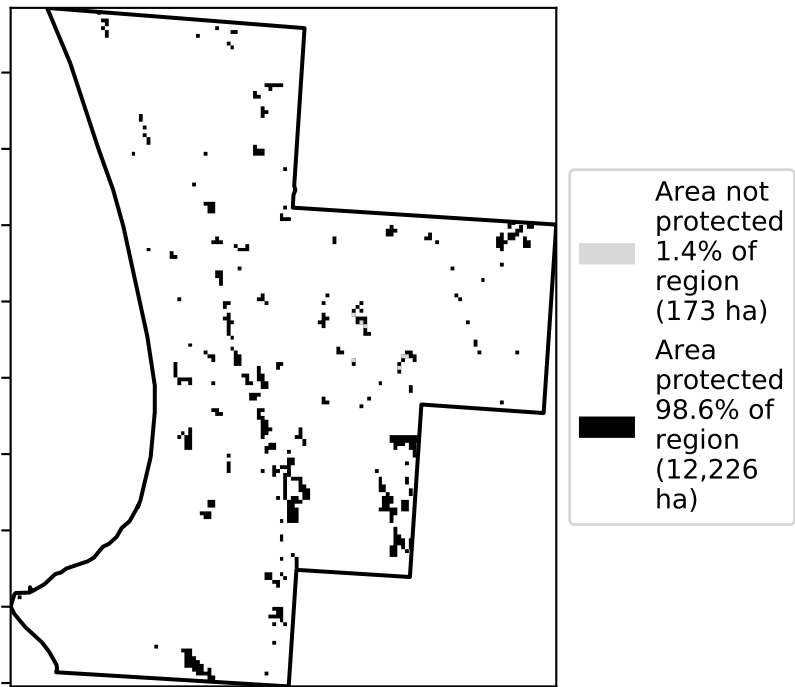 Area not
protected
1.4% of
region
(173 ha)
Area
protected
98.6% of
region
(12,226
ha)